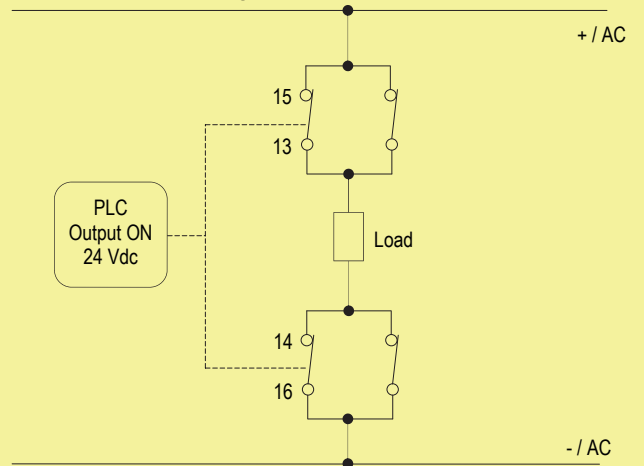 + / AC
15
13
PLC
Output ON
24 Vdc
Load
14
16
- / AC